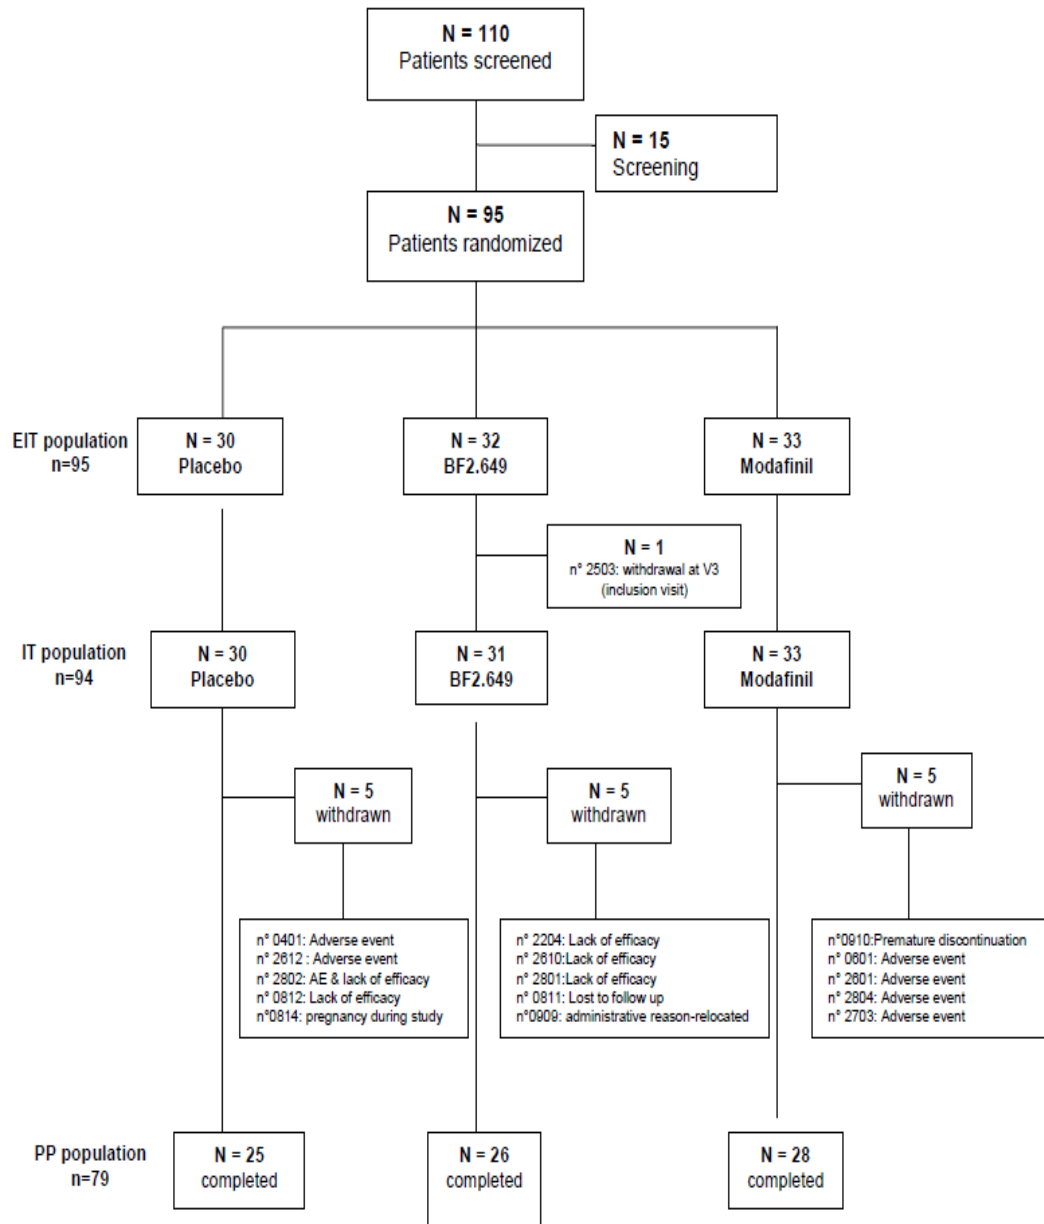 N = 110
Patients screened
N = 15
Screening
N = 95
Patients randomized
EIT population
n=95
N = 30
Placebo
N = 32
BF2.649
N = 33
Modafinil
N = 1
n° 2503: withdrawal at V3
(inclusion visit)
IT population
n=94
N = 30
Placebo
N = 31
BF2.649
N = 33
Modafinil
N = 5
withdrawn
N = 5
withdrawn
N = 5
withdrawn
n° 0401: Adverse event
n° 2612 : Adverse event
n° 2802: AE & lack of efficacy
n° 0812: Lack of efficacy
n°0814: pregnancy during study
n° 2204: Lack of efficacy
n° 2610:Lack of efficacy
n° 2801:Lack of efficacy
n° 0811: Lost to follow up
n°0909: administrative reason-relocated
n°0910:Premature discontinuation
n° 0601: Adverse event
n° 2601: Adverse event
n° 2804: Adverse event
n° 2703: Adverse event
PP population
n=79
N = 25
completed
N = 26
completed
N = 28
completed